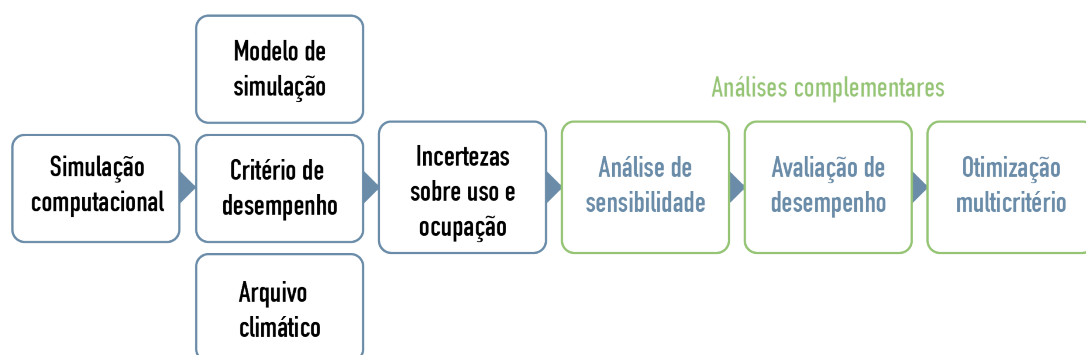 Modelo de
simulação
Análises complementares
Simulação
computacional
Critério de
desempenho
Incertezas
sobre uso e
ocupação
Análise de
sensibilidade
Avaliação de
desempenho
Otimização
multicritério
Arquivo
climático